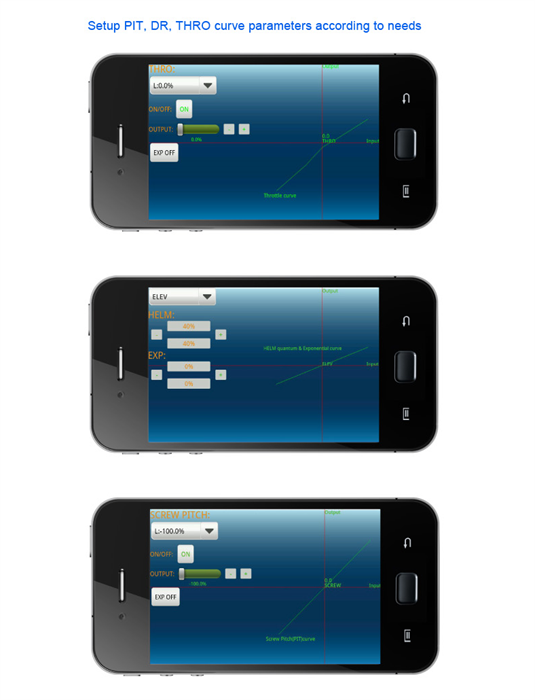 Setup PIT, DR, THRO curve parameters according to needs
THRO:
Output
L:0.0%
ON/OFF: ON
OUTPUT: - +
0.0%
0.0
THRO
Input
EXP OFF
Throttle curve
ELEV
Output
HELM:
40%
- +
40%
HELM quantum & Exponential curve
EXP:
0%
- +
0%
ELEV
Input
SCREW PITCH:
Output
L:-100.0%
ON/OFF: ON
OUTPUT: - +
-100.0%
0.0
SCREW
Input
EXP OFF
Screw Pitch(PIT)curve